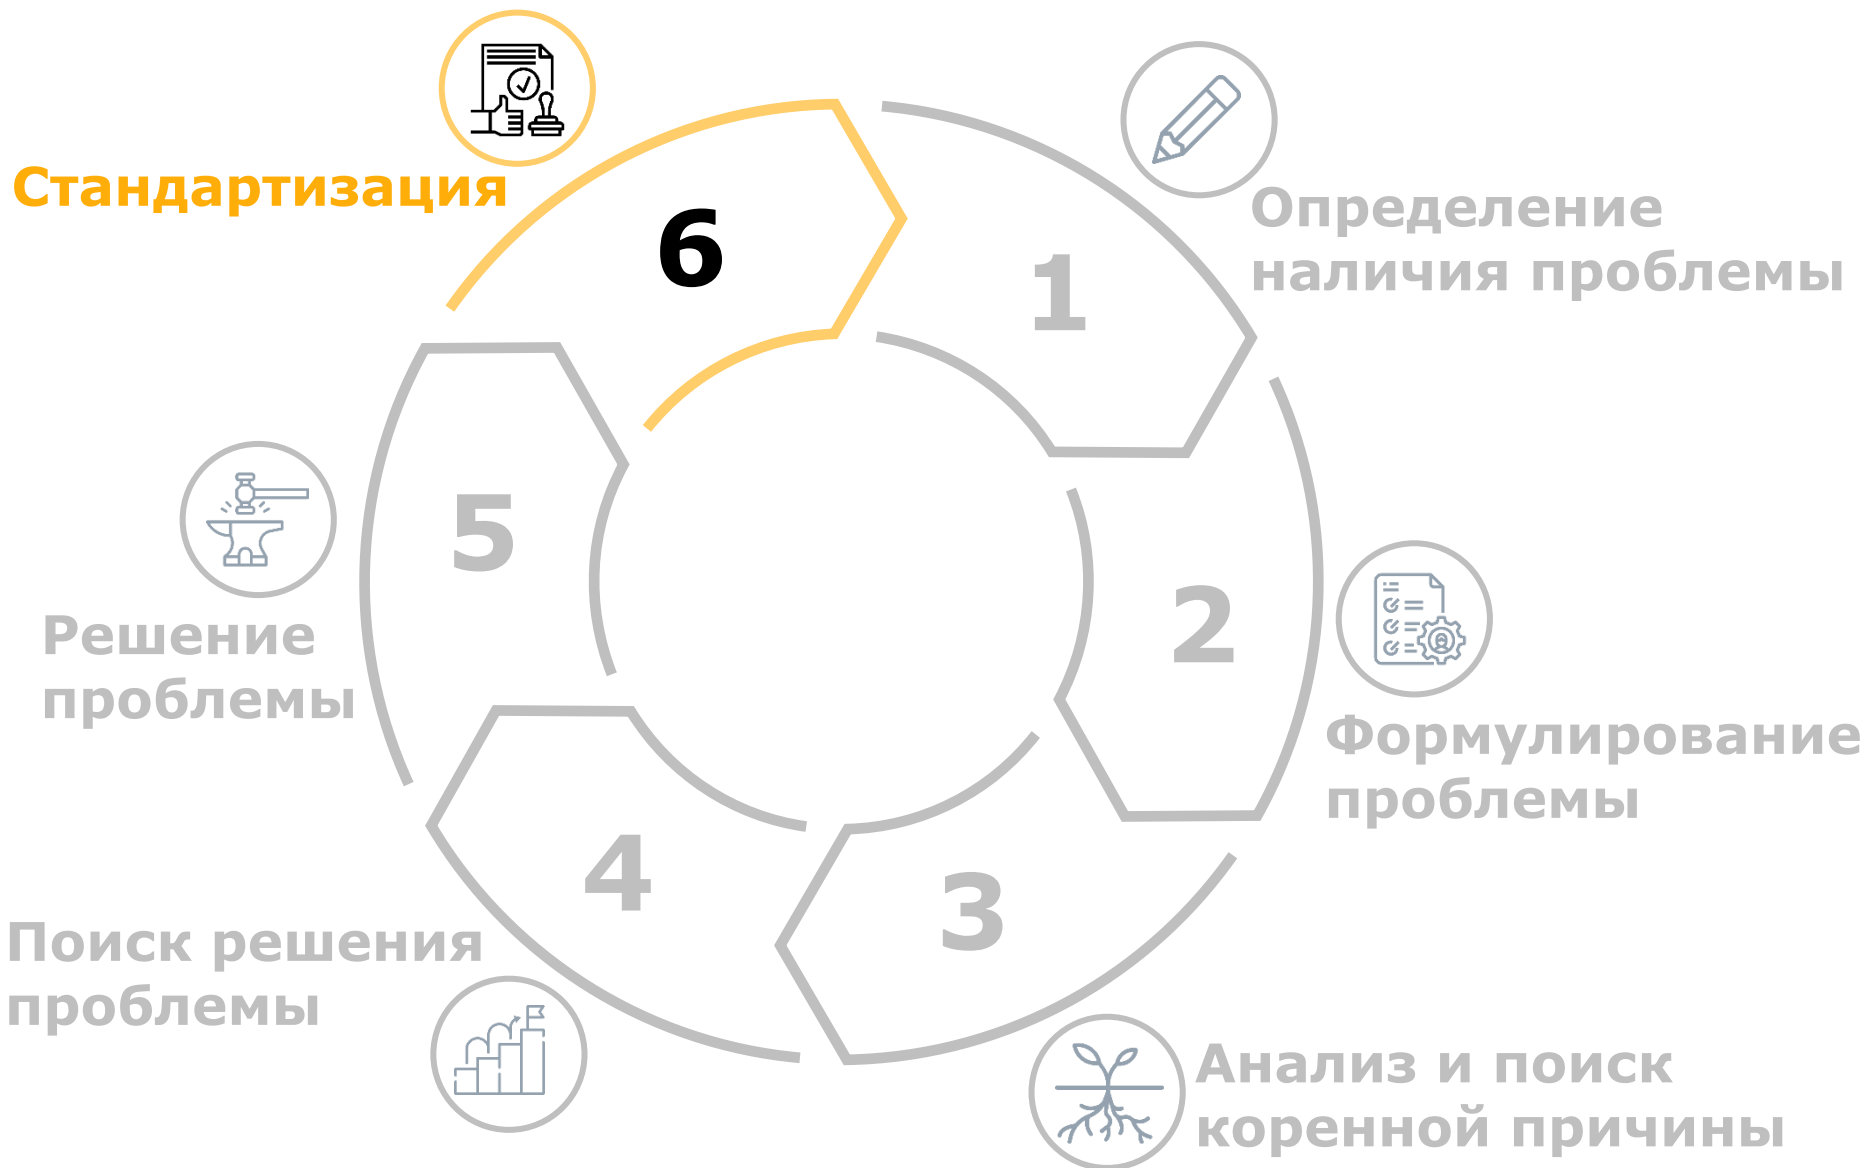 Стандартизация
6
1
Определение
наличия проблемы
5
Решение
проблемы
2
Формулирование
проблемы
4
Поиск решения
проблемы
3
Анализ и поиск
коренной причины